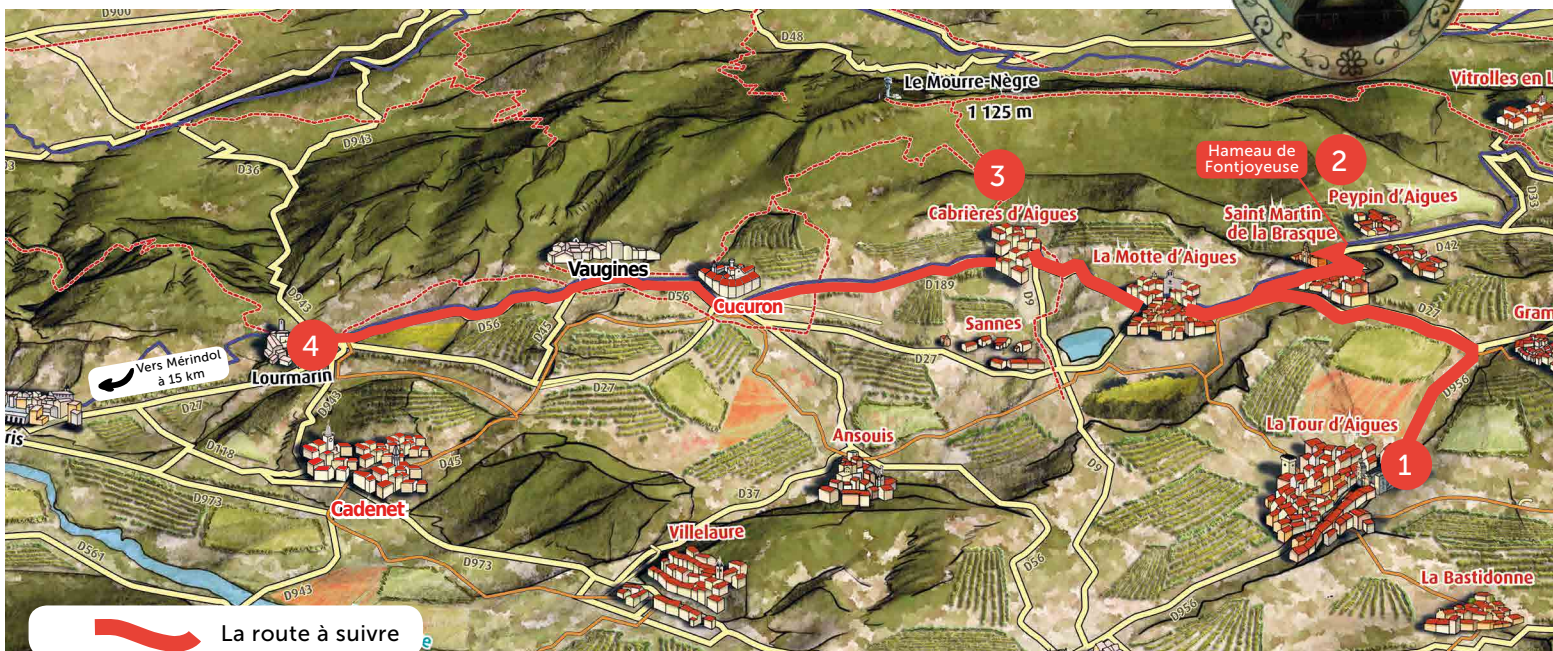 D900
D48
Le Mourre-Nègre
1 125 m
Vitrolles en L
D943
D36
Hameau de
Fontjoyeuse
2
Peypin d'Aigues
D33
3
Cabrières d'Aigues
Saint Martin
de la Brasque
D42
La Motte d'Aigues
Vaugines
D56
Cucuron
D189
D9
D27
Gram
D943
D56
D45
Sannes
D27
4
Vers Mérindol
à 15 km
Lourmarin
D27
D27
D956
ris
D943
D118
D45
Ansouis
La Tour d'Aigues
1
D9
D973
Cadenet
D37
Villelaure
D561
D973
D56
D943
La Bastidonne
D956
La route à suivre
e